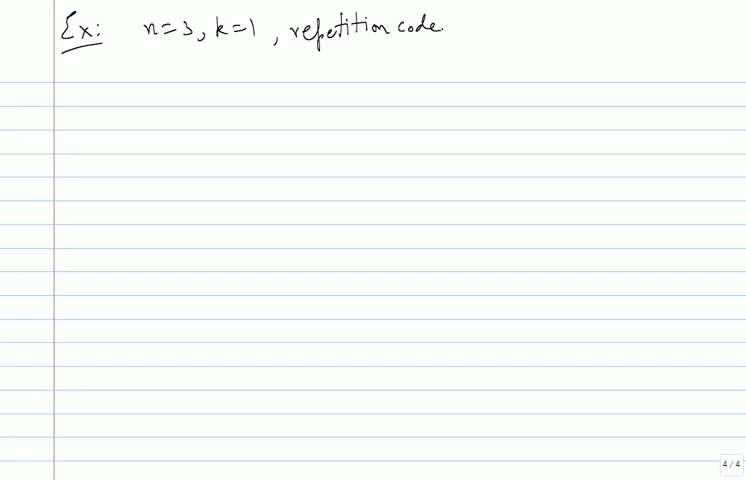 Ex: n=3, k=1, repetition code.
4/4